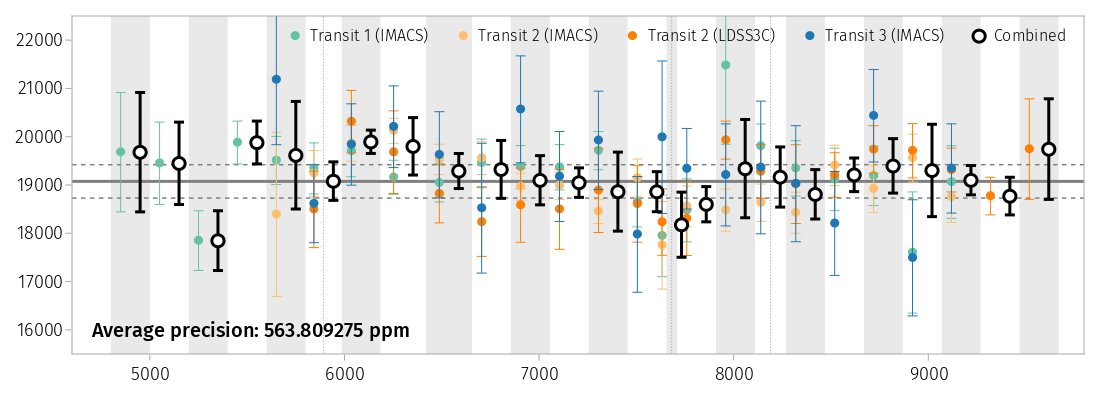 Transit 1 (IMACS) Transit 2 (IMACS) Transit 2 (LDSS3C) Transit 3 (IMACS) Combined
22000
21000
20000
19000
18000
17000
16000
Average precision: 563.809275 ppm
5000 6000 7000 8000 9000